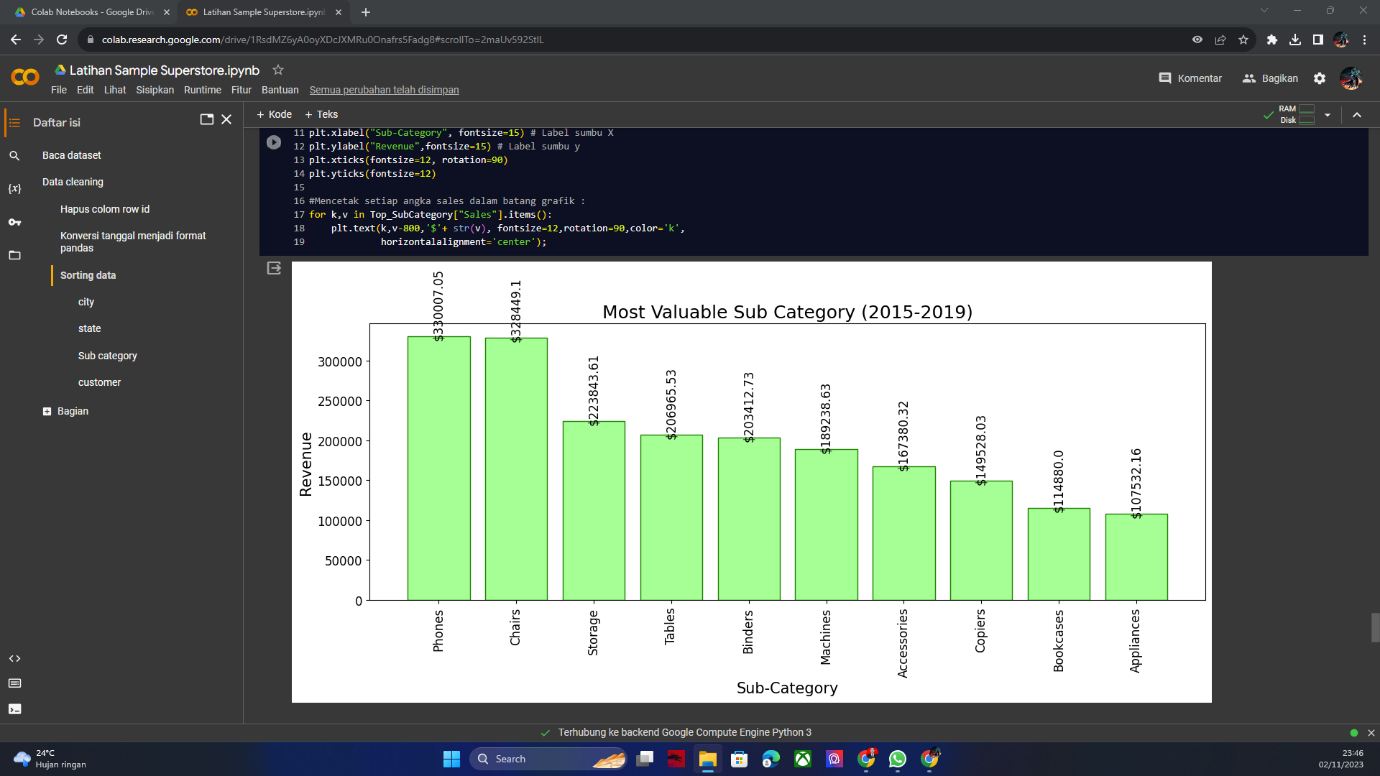 Colab Notebooks - Google Driv
Latihan Sample Superstore.ipynb
colab.research.google.com/drive/1RsdMZ6yA0oyXDcJXMRu0Onafrs5Fadg8#scrollTo=2maUv592StlL
Latihan Sample Superstore.ipynb
File Edit Lihat Sisipkan Runtime Fitur Bantuan Semua perubahan telah disimpan
Komentar
Bagikan
Daftar isi
+ Kode + Teks
RAM
Disk
Baca dataset
Data cleaning
Hapus colom row id
Konversi tanggal menjadi format
pandas
Sorting data
city
state
Sub category
customer
Bagian
11 plt.xlabel("Sub-Category", fontsize=15) # Label sumbu X
12 plt.ylabel("Revenue",fontsize=15) # Label sumbu y
13 plt.xticks(fontsize=12, rotation=90)
14 plt.yticks(fontsize=12)
15
16 #Mencetak setiap angka sales dalam batang grafik :
17 for k,v in Top_SubCategory["Sales"].items():
18 plt.text(k,v-800,'$'+ str(v), fontsize=12,rotation=90,color='k',
19 horizontalalignment='center');
Most Valuable Sub Category (2015-2019)
$330007.05
$328449.1
$223843.61
$206965.53
$203412.73
$189238.63
$167380.32
$149528.03
$114880.0
$107532.16
Revenue
300000
250000
200000
150000
100000
50000
0
Phones
Chairs
Storage
Tables
Binders
Machines
Accessories
Copiers
Bookcases
Appliances
Sub-Category
Terhubung ke backend Google Compute Engine Python 3
24°C
Hujan ringan
Search
23:46
02/11/2023